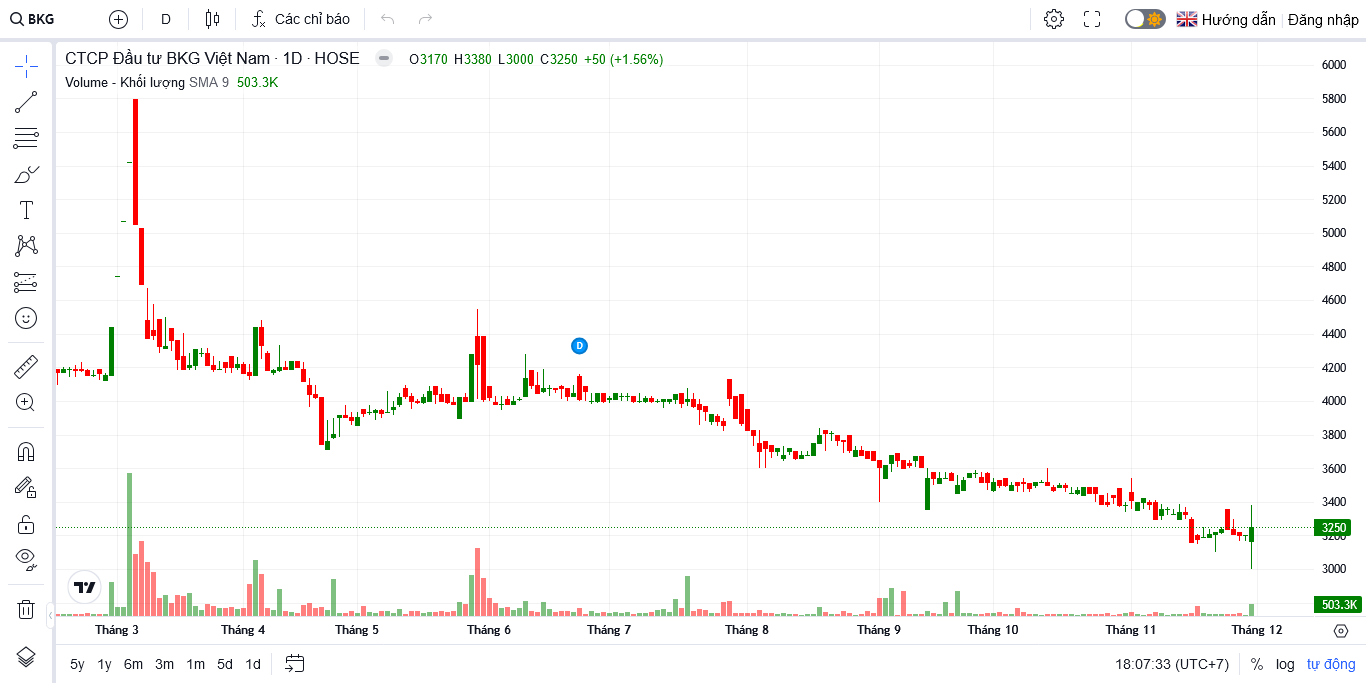 BKG D Các chỉ báo Hướng dẫn Đăng nhập
CTCP Đầu tư BKG Việt Nam · 1D · HOSE O3170 H3380 L3000 C3250 +50 (+1.56%)
Volume - Khối lượng SMA 9 503.3K
6000
5800
5600
5400
5200
5000
4800
4600
4400
4200
4000
3800
3600
3400
3250
3200
3000
503.3K
D
Tháng 3 Tháng 4 Tháng 5 Tháng 6 Tháng 7 Tháng 8 Tháng 9 Tháng 10 Tháng 11 Tháng 12
5y 1y 6m 3m 1m 5d 1d 18:07:33 (UTC+7) % log tự động